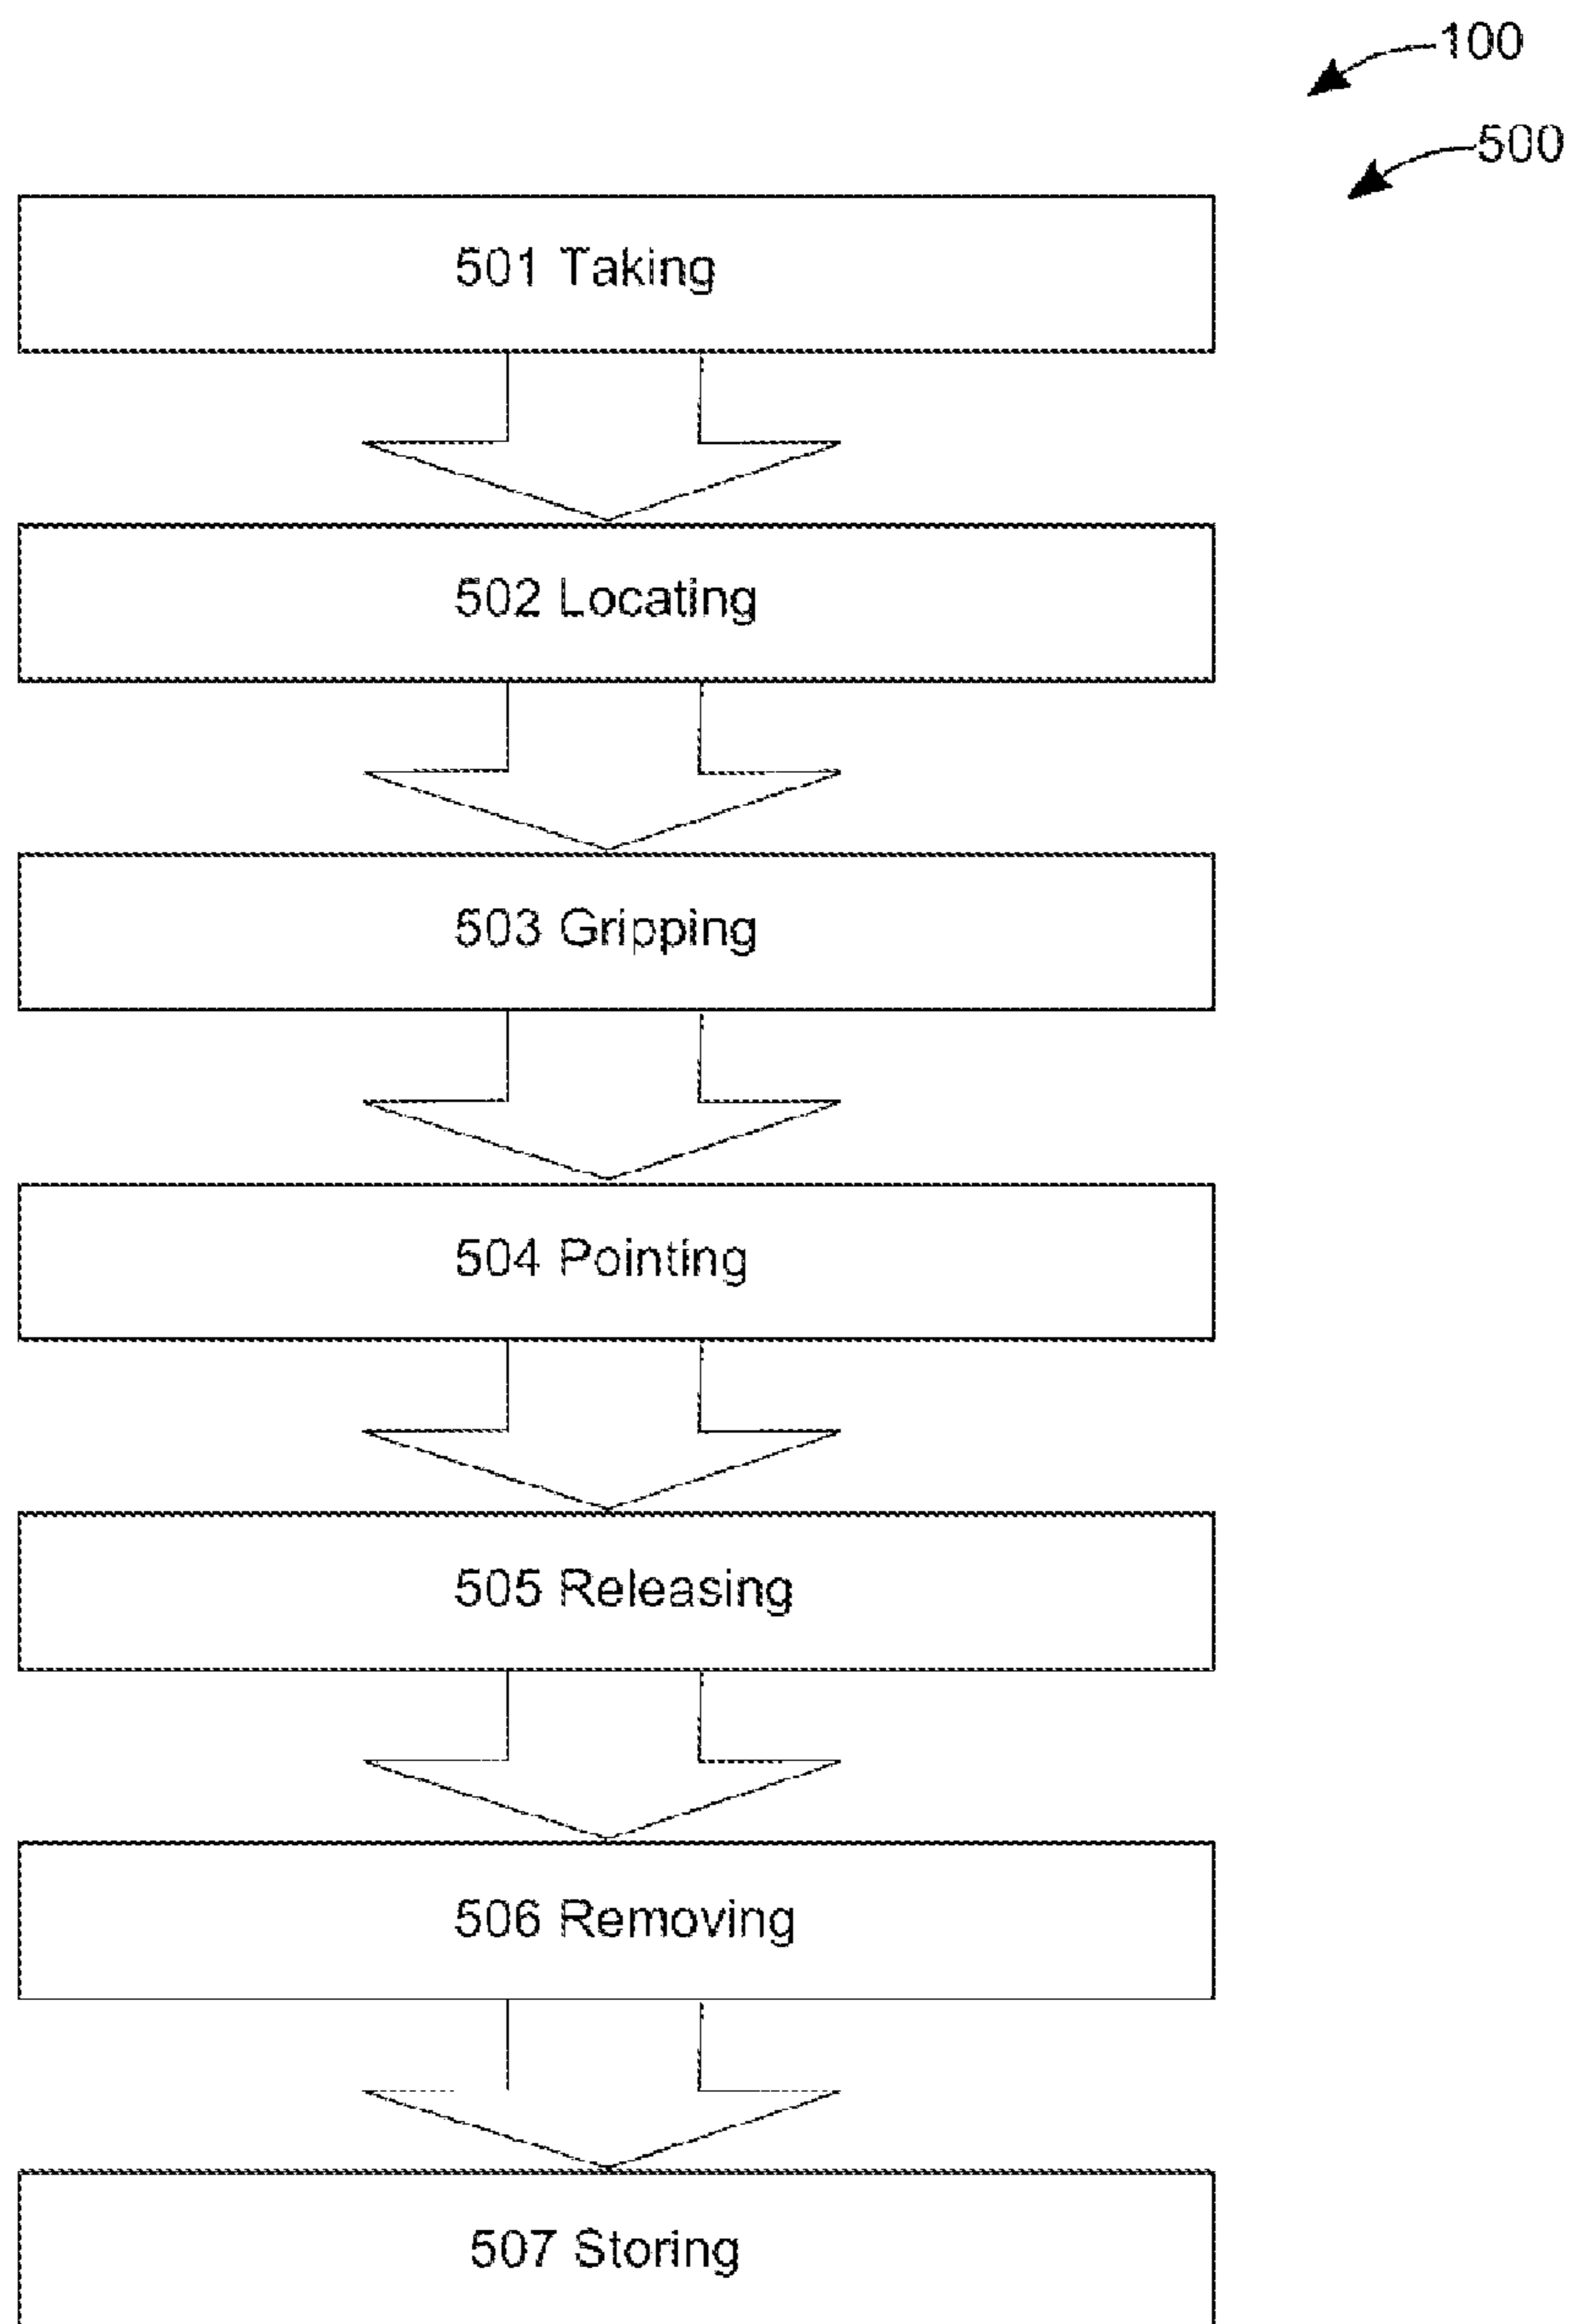 100
500
501 Taking
502 Locating
503 Gripping
504 Pointing
505 Releasing
506 Removing
507 Storing